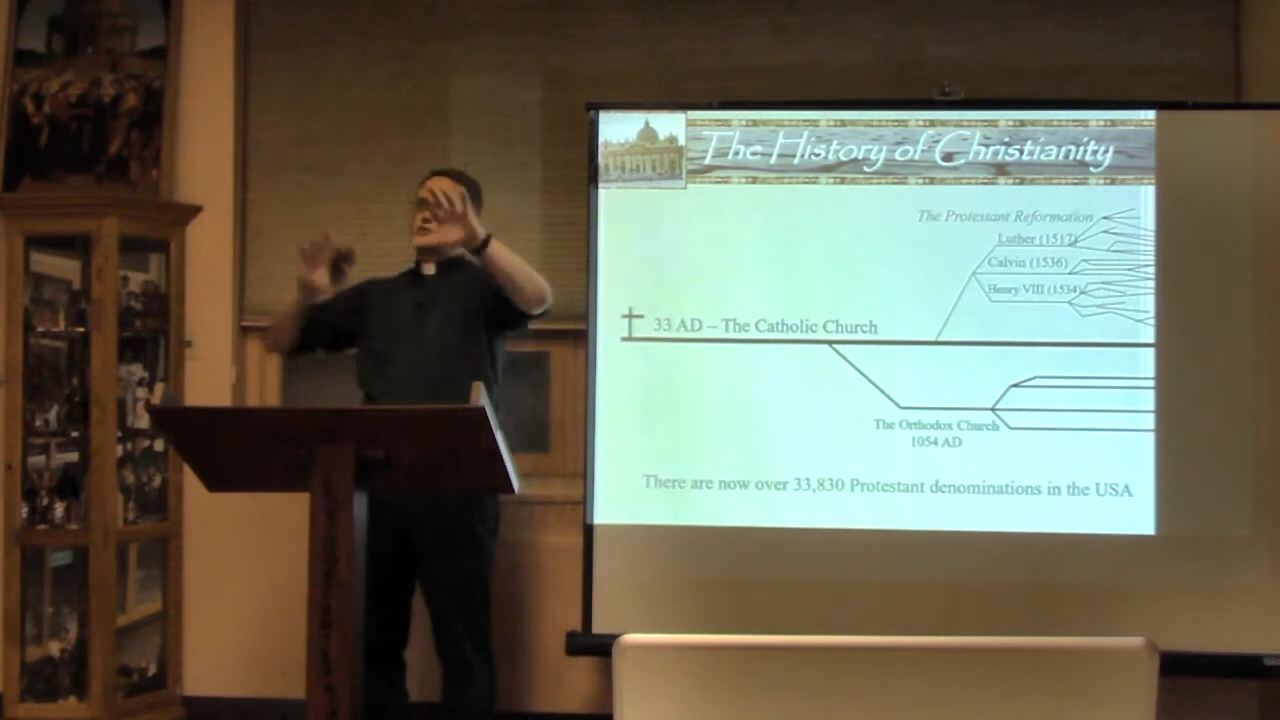 The History of Christianity
The Protestant Reformation
Luther (1517)
Calvin (1536)
Henry VIII (1534)
33 AD – The Catholic Church
The Orthodox Church
1054 AD
There are now over 33,830 Protestant denominations in the USA